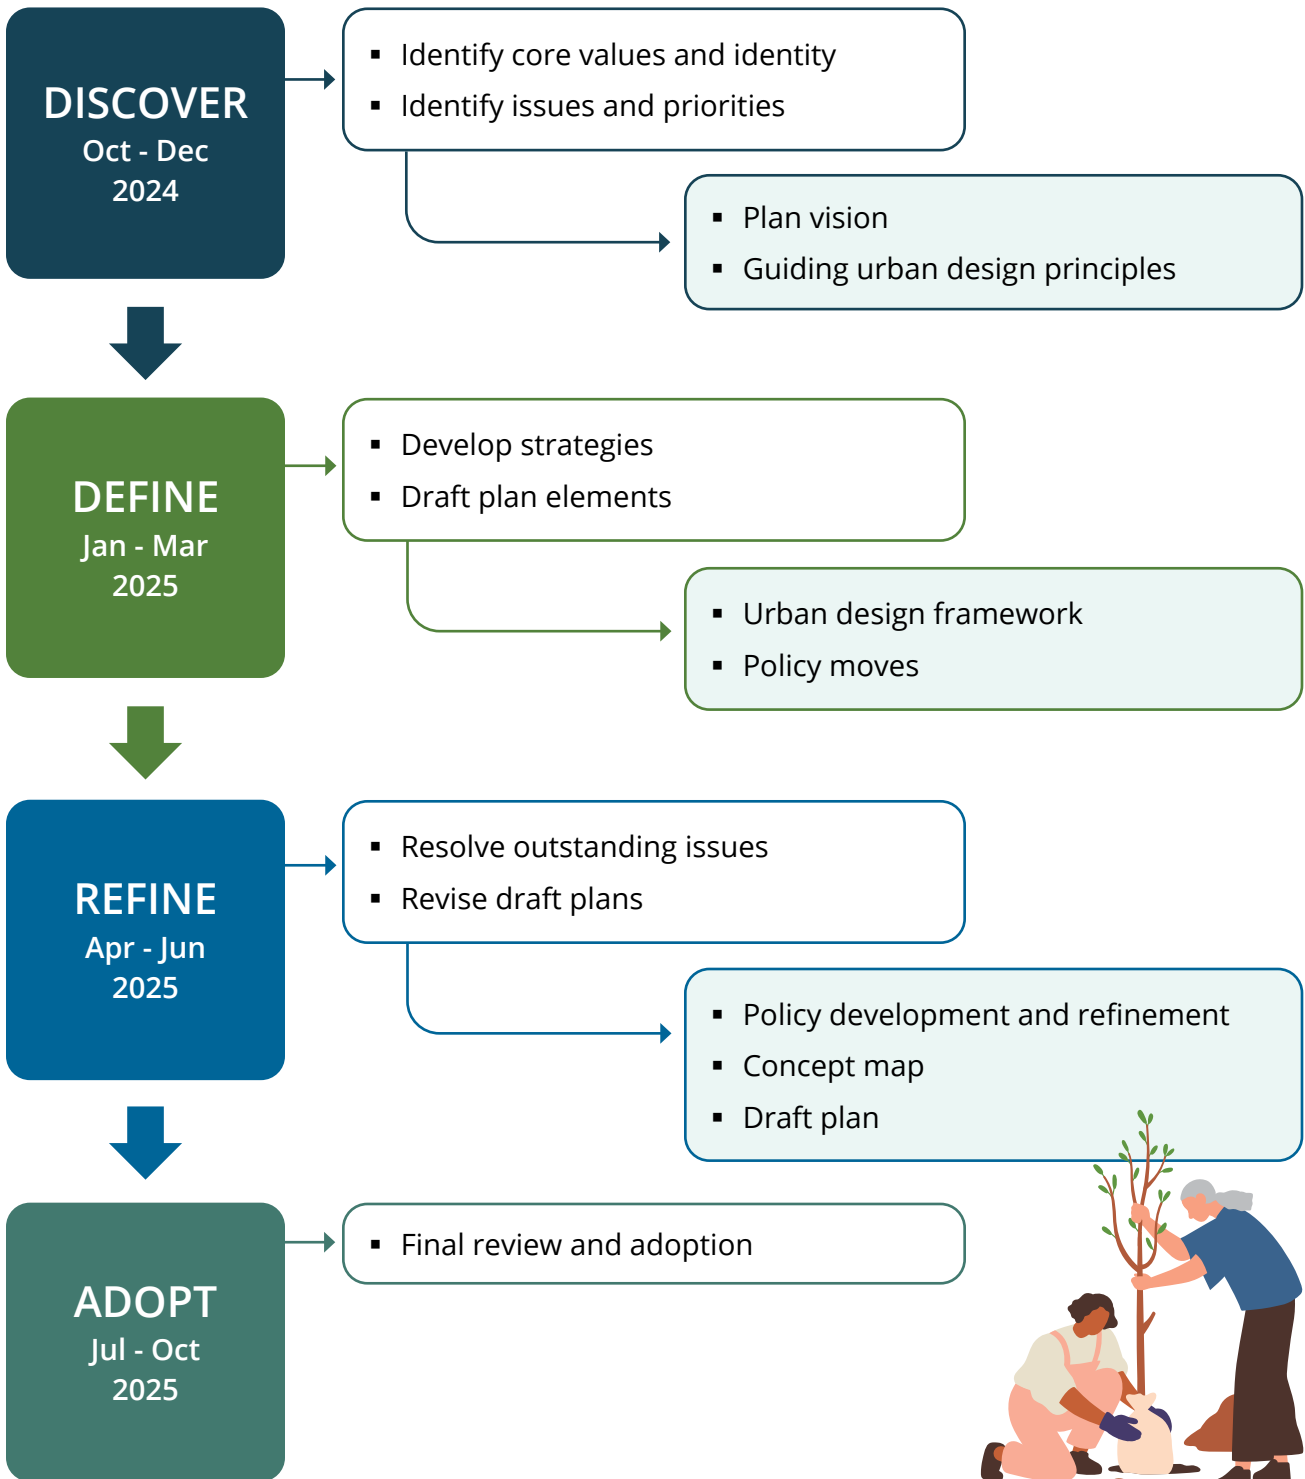 DISCOVER
Oct - Dec
2024
▪ Identify core values and identity
▪ Identify issues and priorities
▪ Plan vision
▪ Guiding urban design principles
DEFINE
Jan - Mar
2025
▪ Develop strategies
▪ Draft plan elements
▪ Urban design framework
▪ Policy moves
REFINE
Apr - Jun
2025
▪ Resolve outstanding issues
▪ Revise draft plans
▪ Policy development and refinement
▪ Concept map
▪ Draft plan
ADOPT
Jul - Oct
2025
▪ Final review and adoption